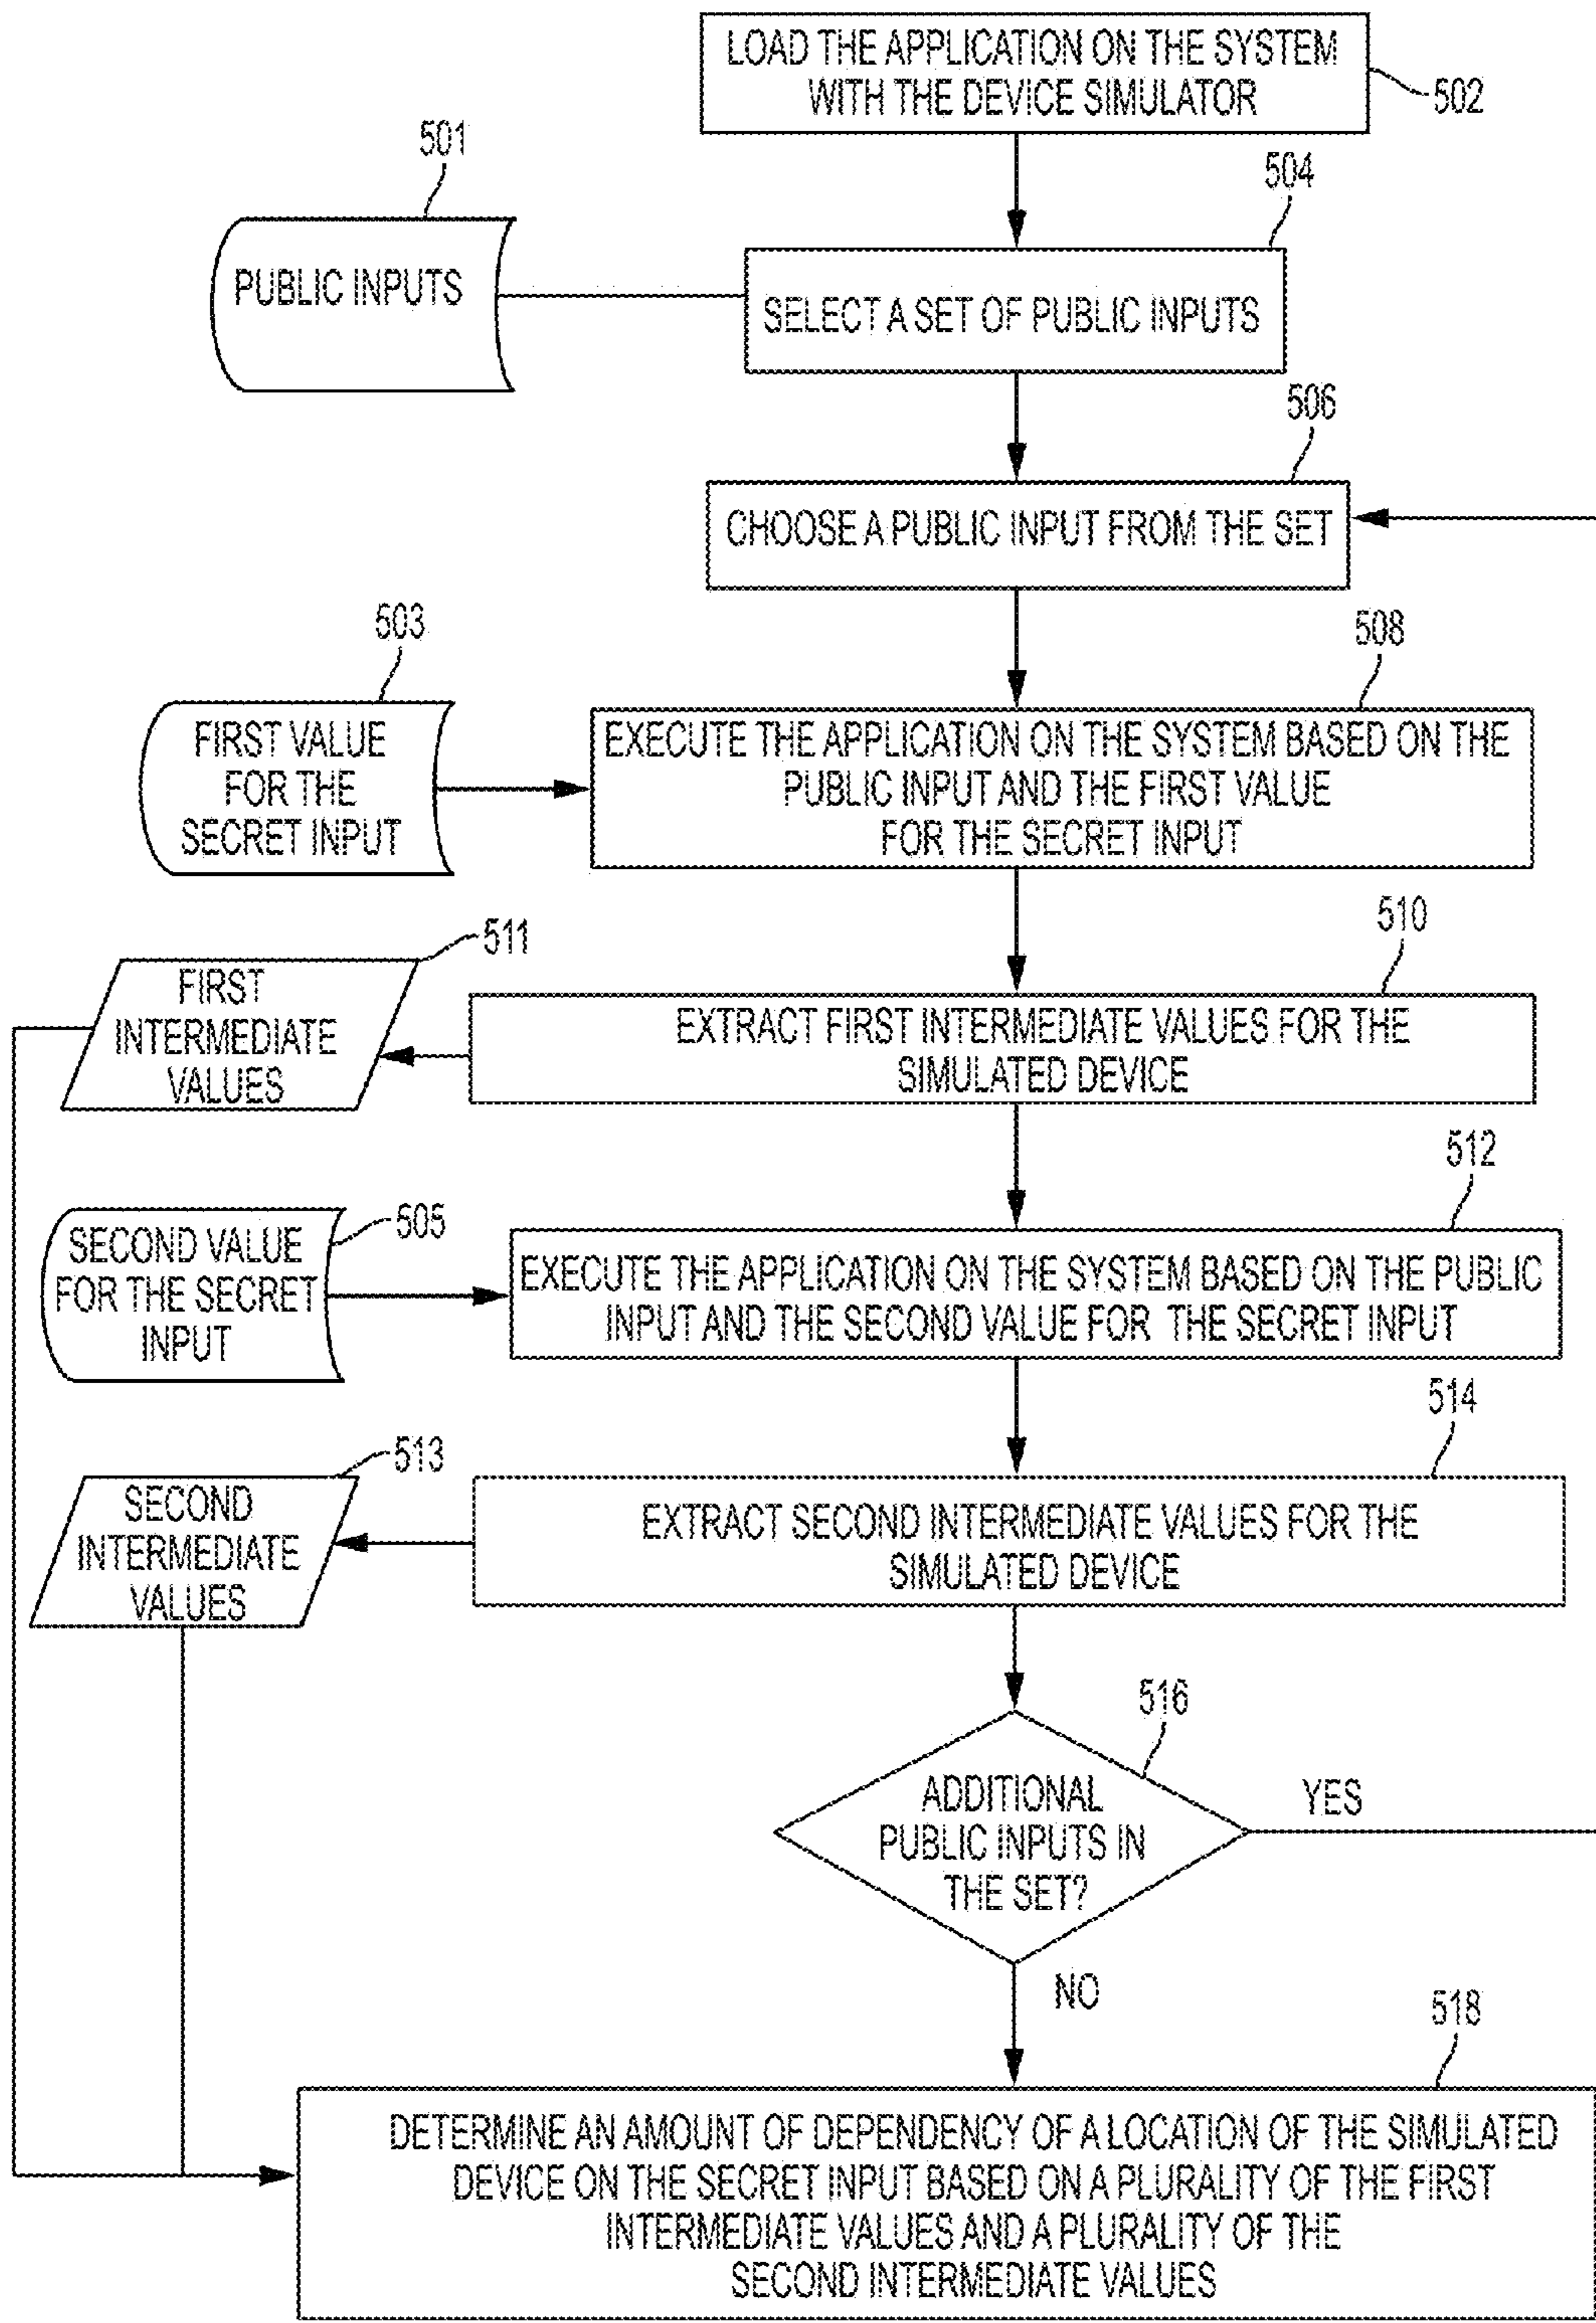 LOAD THE APPLICATION ON THE SYSTEM
WITH THE DEVICE SIMULATOR
502
501
504
PUBLIC INPUTS
SELECT A SET OF PUBLIC INPUTS
506
CHOOSE A PUBLIC INPUT FROM THE SET
503
508
FIRST VALUE
FOR THE
SECRET INPUT
EXECUTE THE APPLICATION ON THE SYSTEM BASED ON THE
PUBLIC INPUT AND THE FIRST VALUE
FOR THE SECRET INPUT
511
510
FIRST
INTERMEDIATE
VALUES
EXTRACT FIRST INTERMEDIATE VALUES FOR THE
SIMULATED DEVICE
512
505
SECOND VALUE
FOR THE SECRET
INPUT
EXECUTE THE APPLICATION ON THE SYSTEM BASED ON THE PUBLIC
INPUT AND THE SECOND VALUE FOR THE SECRET INPUT
514
513
SECOND
INTERMEDIATE
VALUES
EXTRACT SECOND INTERMEDIATE VALUES FOR THE
SIMULATED DEVICE
516
ADDITIONAL
PUBLIC INPUTS IN
THE SET?
YES
NO
518
DETERMINE AN AMOUNT OF DEPENDENCY OF A LOCATION OF THE SIMULATED
DEVICE ON THE SECRET INPUT BASED ON A PLURALITY OF THE FIRST
INTERMEDIATE VALUES AND A PLURALITY OF THE
SECOND INTERMEDIATE VALUES